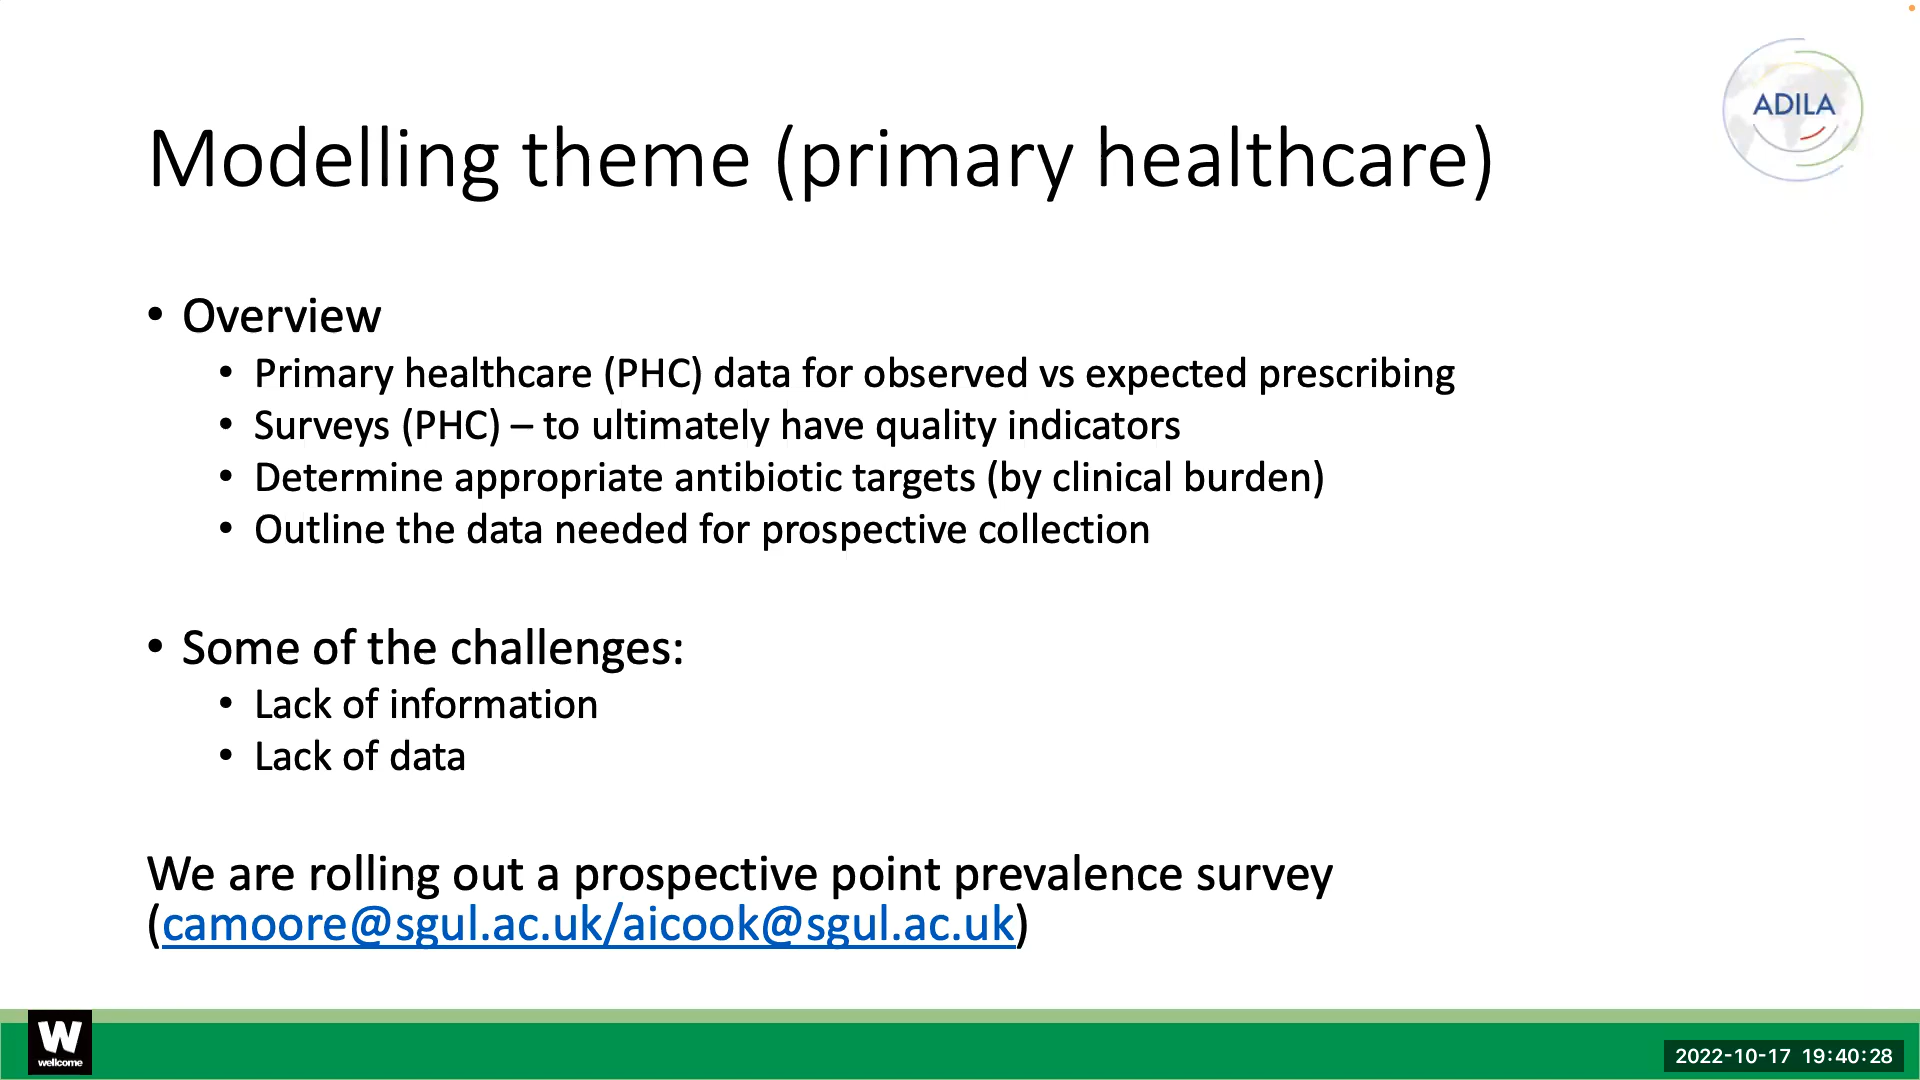 ADILA
Modelling theme (primary healthcare)
• Overview
• Primary healthcare (PHC) data for observed vs expected prescribing
• Surveys (PHC) – to ultimately have quality indicators
• Determine appropriate antibiotic targets (by clinical burden)
• Outline the data needed for prospective collection
• Some of the challenges:
• Lack of information
• Lack of data
We are rolling out a prospective point prevalence survey
(camoore@sgul.ac.uk/aicook@sgul.ac.uk)
W
wellcome
2022-10-17 19:40:28